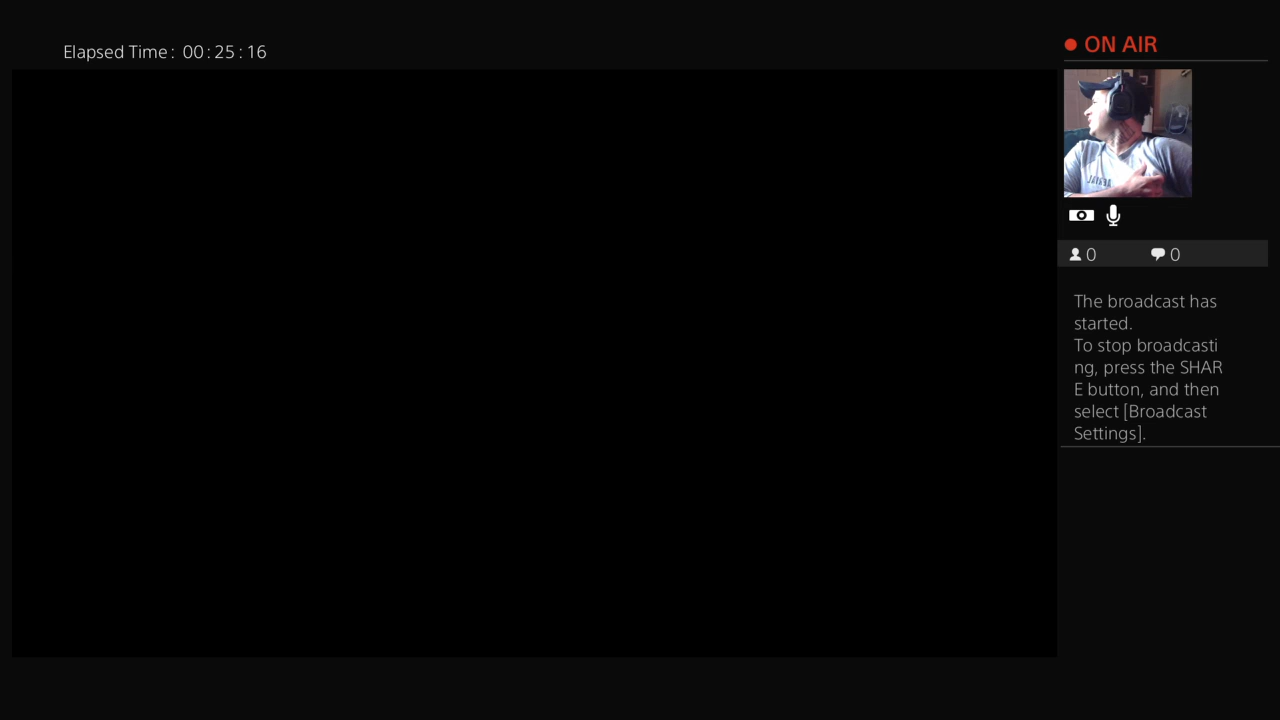 Elapsed Time: 00:25:16
ON AIR
0 0
The broadcast has
started.
To stop broadcasti
ng, press the SHAR
E button, and then
select [Broadcast
Settings].